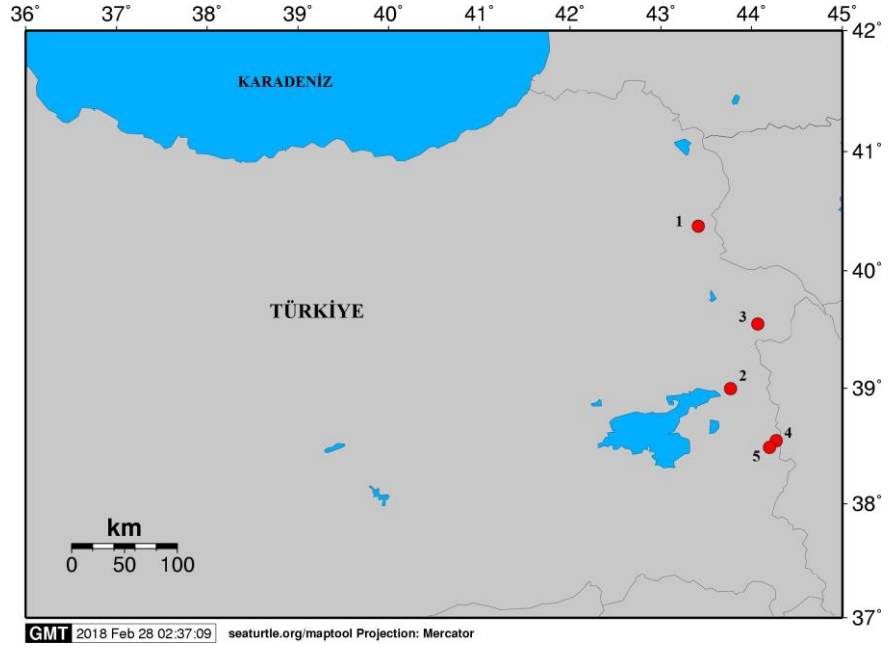 36˚ 37˚ 38˚ 39˚ 40˚ 41˚ 42˚ 43˚ 44˚ 45˚
42˚
KARADENİZ
41˚
1
40˚
TÜRKİYE
3
2
39˚
4
5
38˚
km
0 50 100
37˚
GMT 2018 Feb 28 02:37:09 seaturtle.org/maptool Projection: Mercator